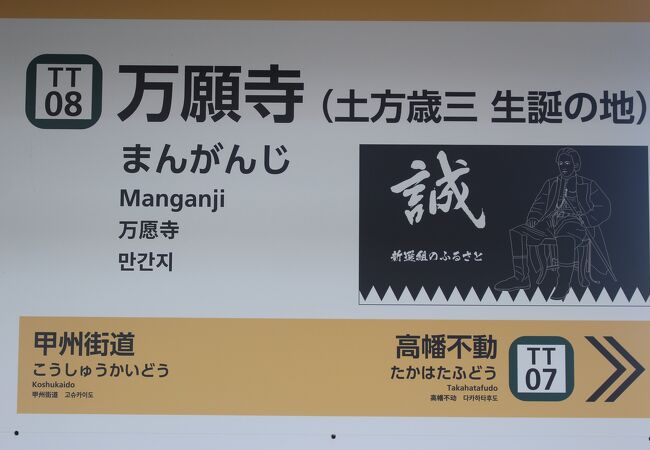 TT
08
万願寺(土方歳三 生誕の地)
まんがんじ
Manganji
万愿寺
만간지
誠
新選組のふるさと
甲州街道
こうしゅうかいどう
Koshukaido
甲州街道 고슈카이도
高幡不動
たかはたふどう
Takahatafudo
高幡不动 다카하타후도
TT
07